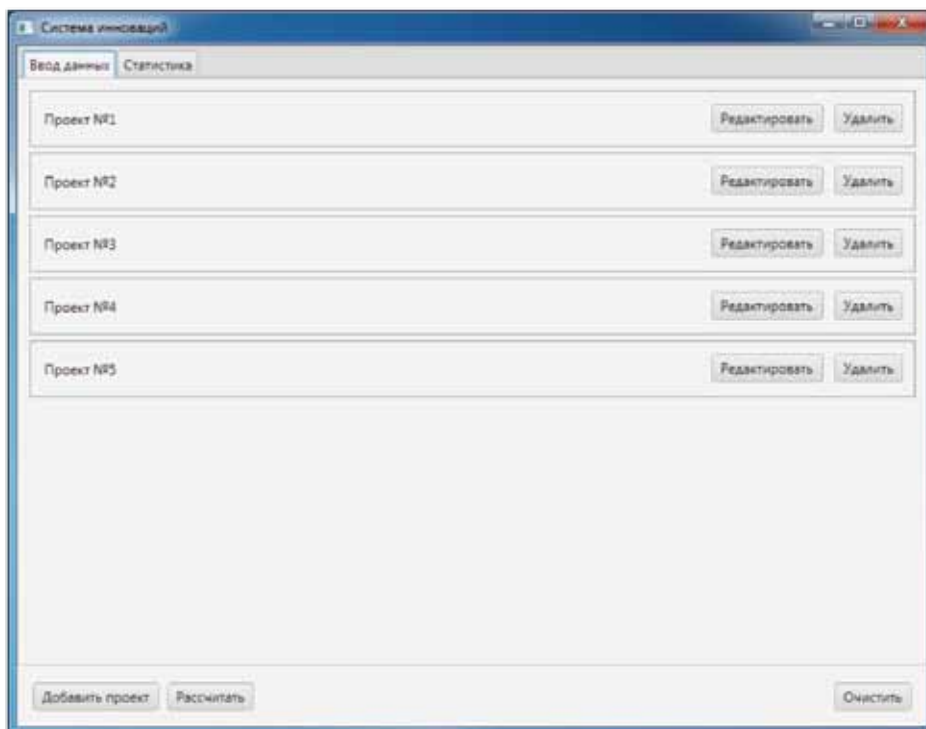 Система инноваций
Ввод данных Статистика
Проект №1 Редактировать Удалить
Проект №2 Редактировать Удалить
Проект №3 Редактировать Удалить
Проект №4 Редактировать Удалить
Проект №5 Редактировать Удалить
Добавить проект Рассчитать Очистить